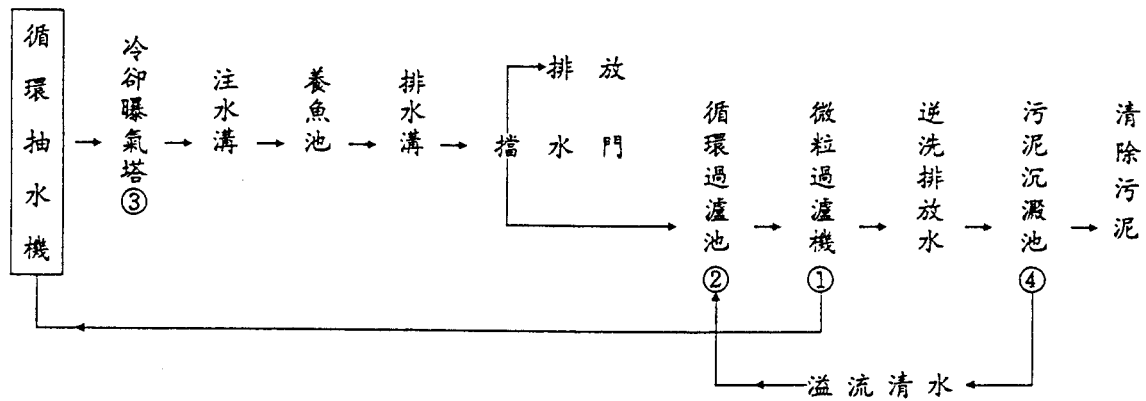 循環抽水機
冷卻曝氣塔③
注水溝
養魚池
排水溝
排放
擋水門
循環過濾池②
微粒過濾機①
逆洗排放水
污泥沉澱池④
清除污泥
溢流清水